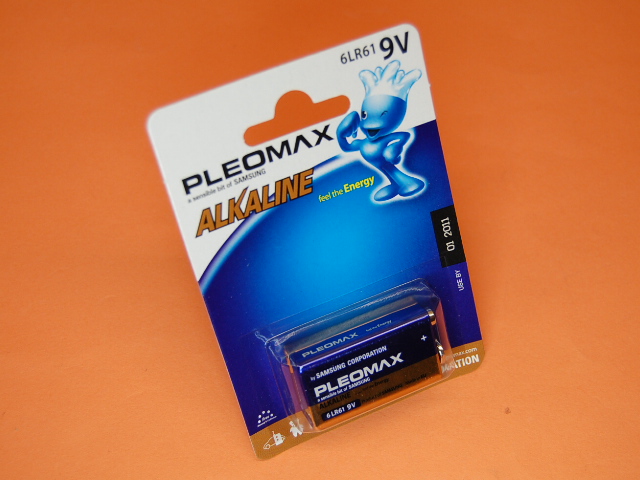 6LR61 9V
PLEOMAX
a sensible bit of SAMSUNG
ALKALINE
feel the Energy
01 2011
USE BY
PLEOMAX
by SAMSUNG CORPORATION
PLEOMAX
a sensible bit of SAMSUNG
+
ALKALINE
6LR61 9V